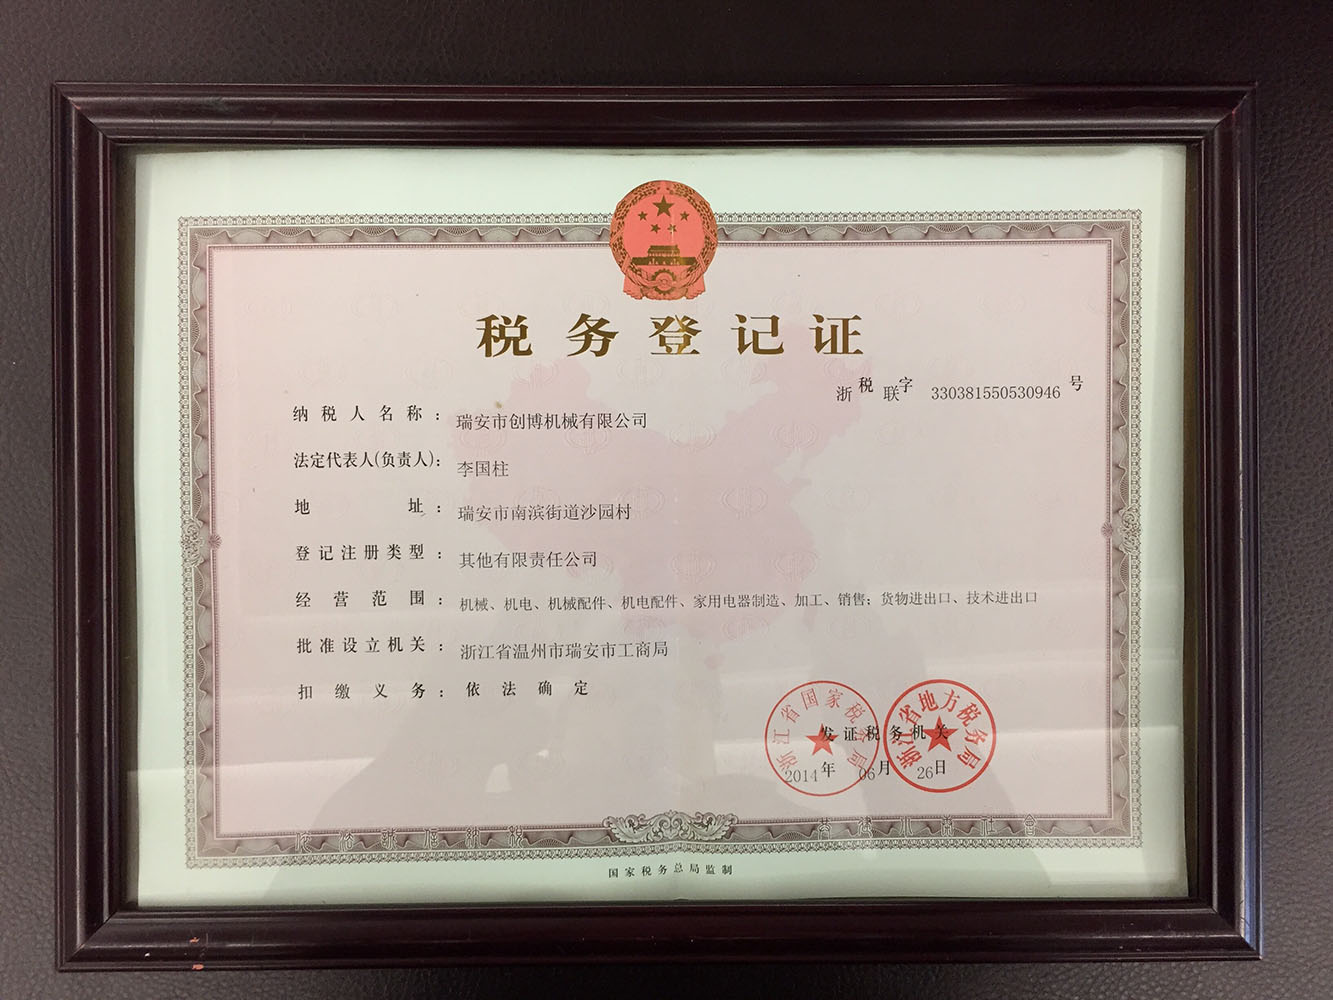 税务登记证
浙税联字 330381550530946 号
纳税人名称： 瑞安市创博机械有限公司
法定代表人(负责人)： 李国柱
地址： 瑞安市南滨街道沙园村
登记注册类型： 其他有限责任公司
经营范围： 机械、机电、机械配件、机电配件、家用电器制造、加工、销售；货物进出口、技术进出口
批准设立机关： 浙江省温州市瑞安市工商局
扣缴义务： 依法确定
浙江省国家税务局
浙江省地方税务局
发证税务机关
2014年 06月 26日
国家税务总局监制